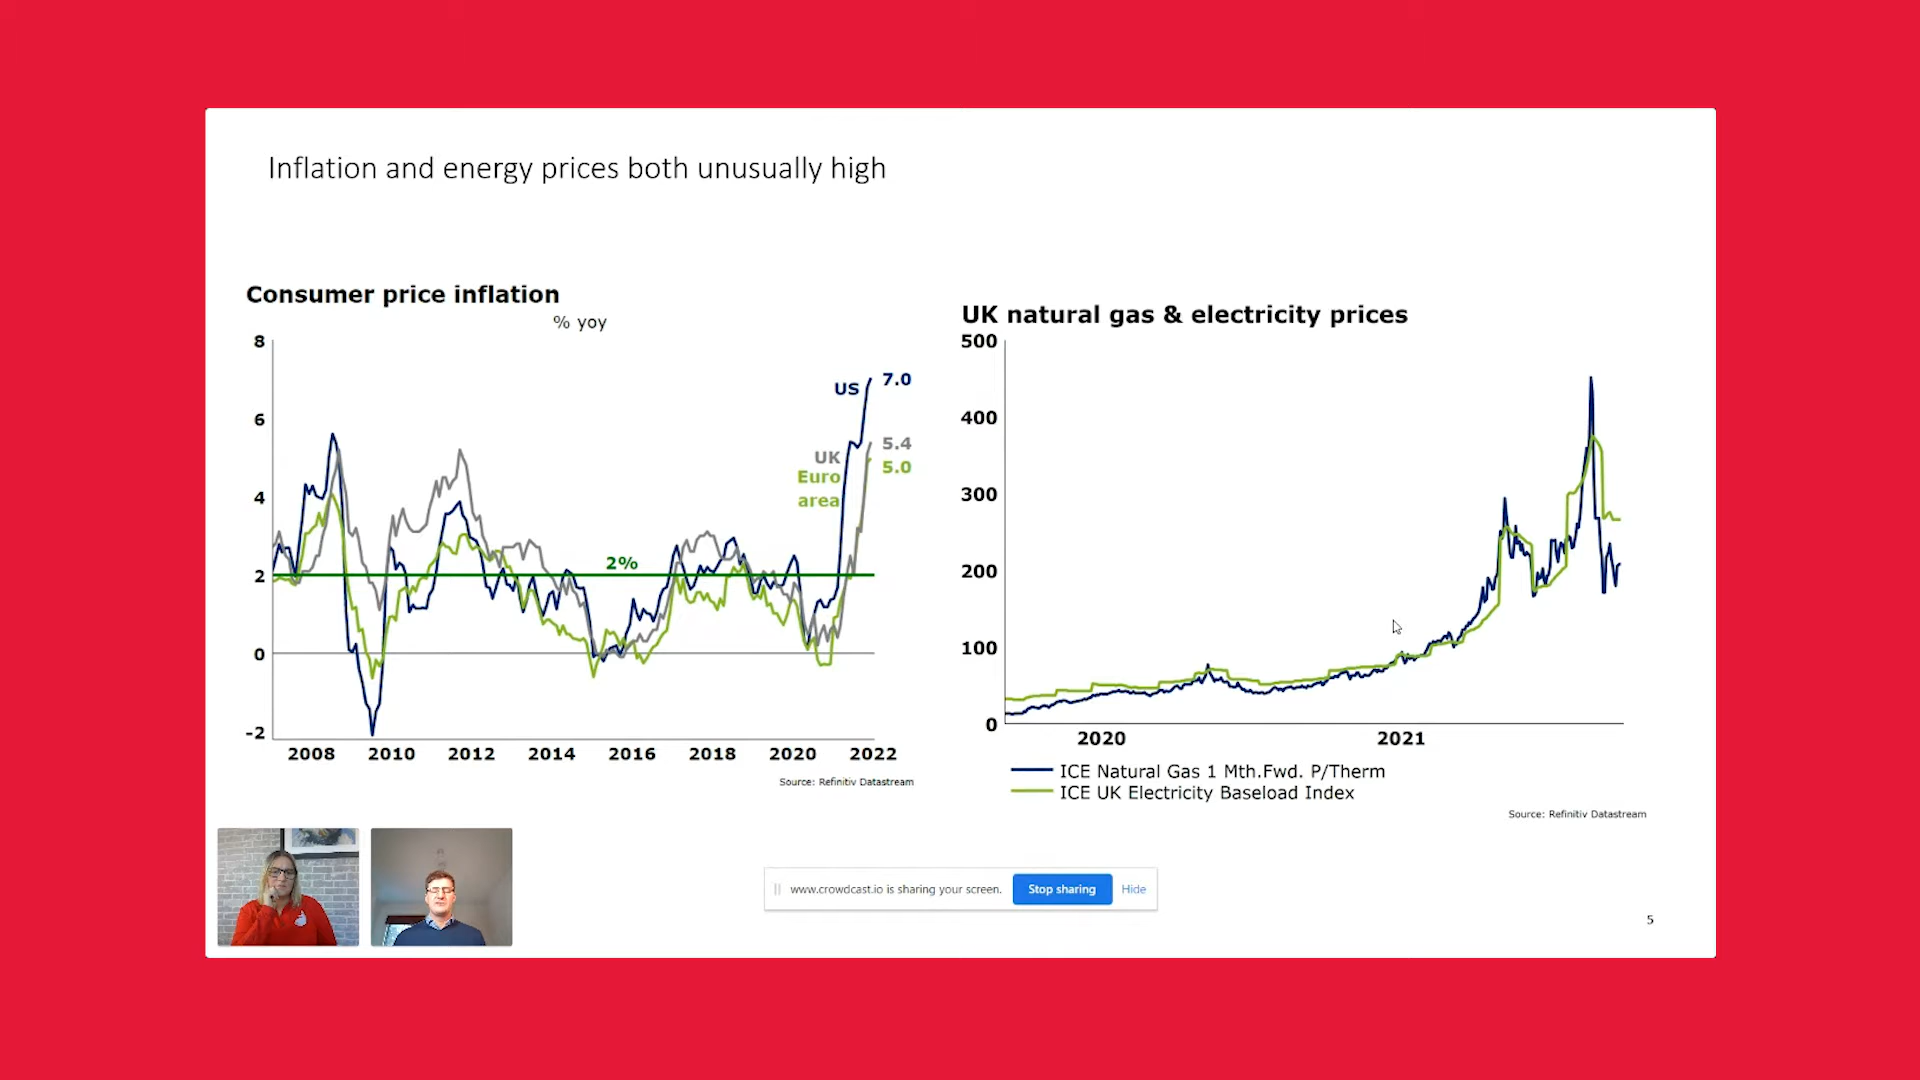 Inflation and energy prices both unusually high
Consumer price inflation
% yoy
8
6
4
2
0
-2
US 7.0
UK 5.4
Euro 5.0
area
2%
2008 2010 2012 2014 2016 2018 2020 2022
Source: Refinitiv Datastream
UK natural gas & electricity prices
500
400
300
200
100
0
2020 2021
ICE Natural Gas 1 Mth.Fwd. P/Therm
ICE UK Electricity Baseload Index
Source: Refinitiv Datastream
www.crowdcast.io is sharing your screen. Stop sharing Hide
5